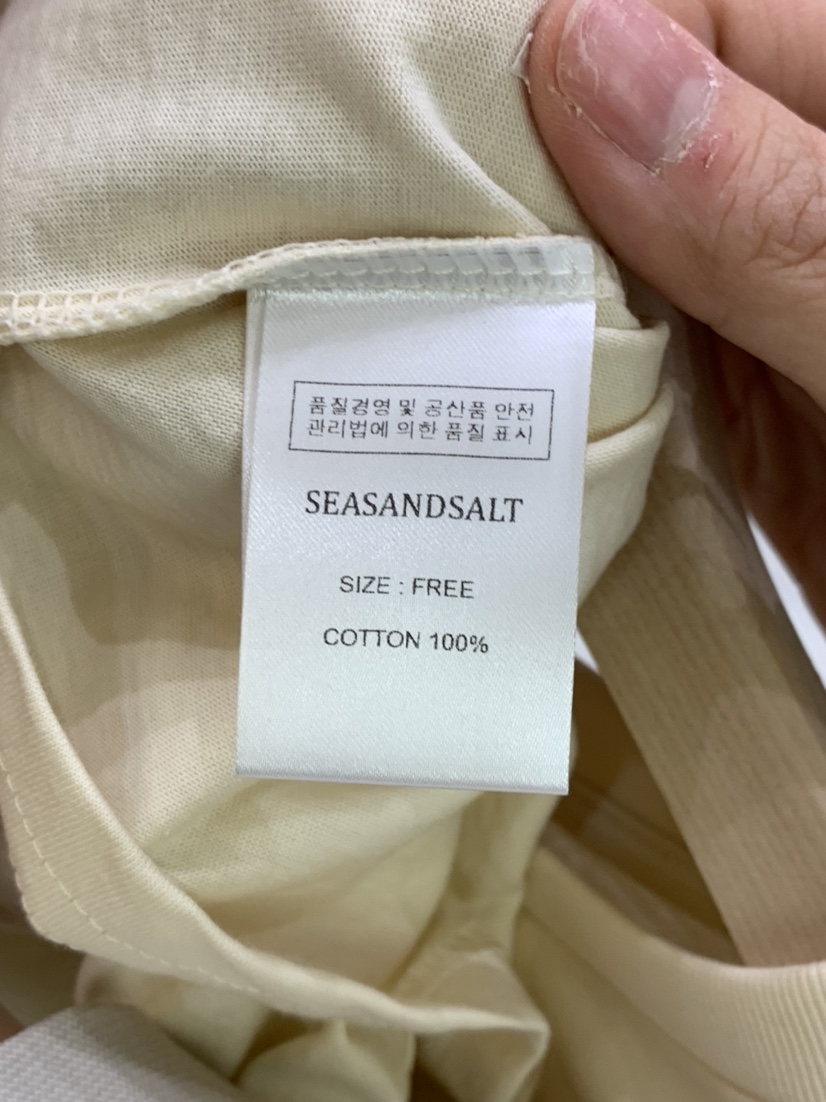 품질경영 및 공산품 안전
관리법에 의한 품질 표시
SEASANDSALT
SIZE : FREE
COTTON 100%